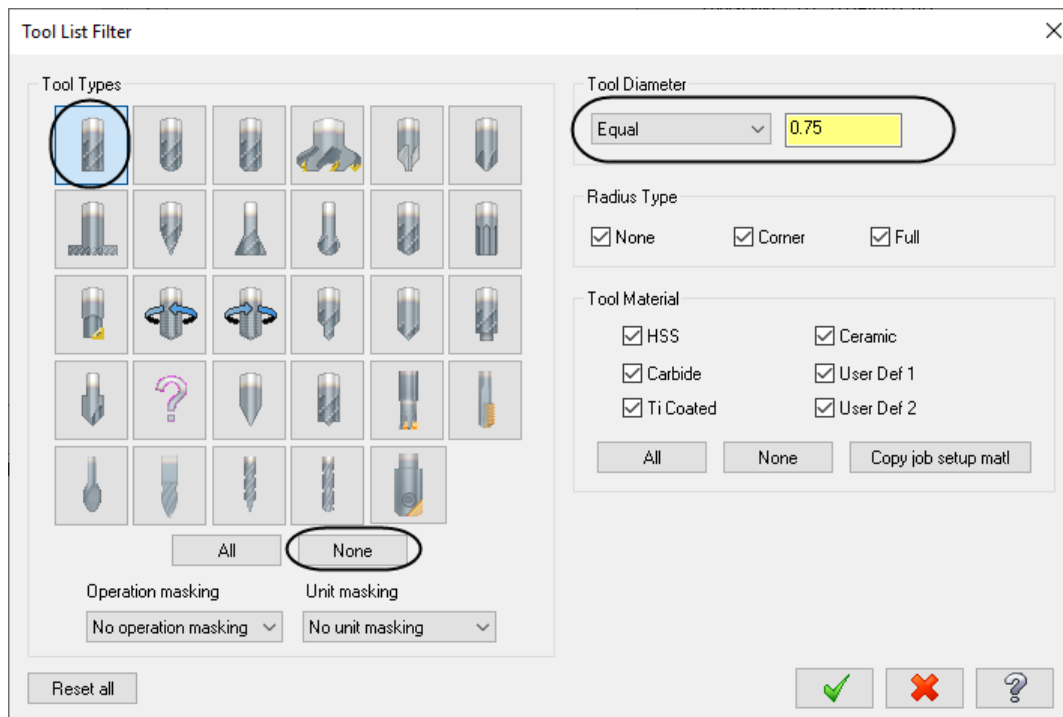 Tool List Filter
Tool Types
Tool Diameter
Equal 0.75
Radius Type
None Corner Full
Tool Material
HSS Ceramic
Carbide User Def 1
Ti Coated User Def 2
All None Copy job setup matl
All None
Operation masking Unit masking
No operation masking No unit masking
Reset all